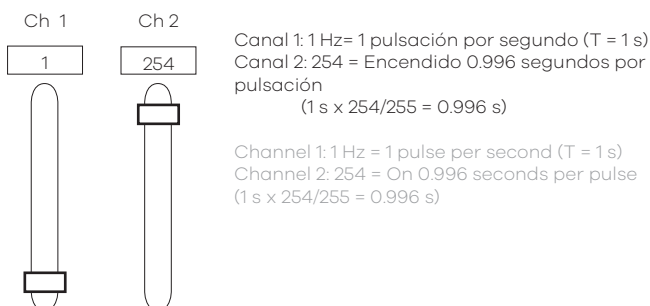 Ch 1
Ch 2
1
254
Canal 1: 1 Hz= 1 pulsación por segundo (T = 1 s)
Canal 2: 254 = Encendido 0.996 segundos por
pulsación
(1 s x 254/255 = 0.996 s)
Channel 1: 1 Hz = 1 pulse per second (T = 1 s)
Channel 2: 254 = On 0.996 seconds per pulse
(1 s x 254/255 = 0.996 s)